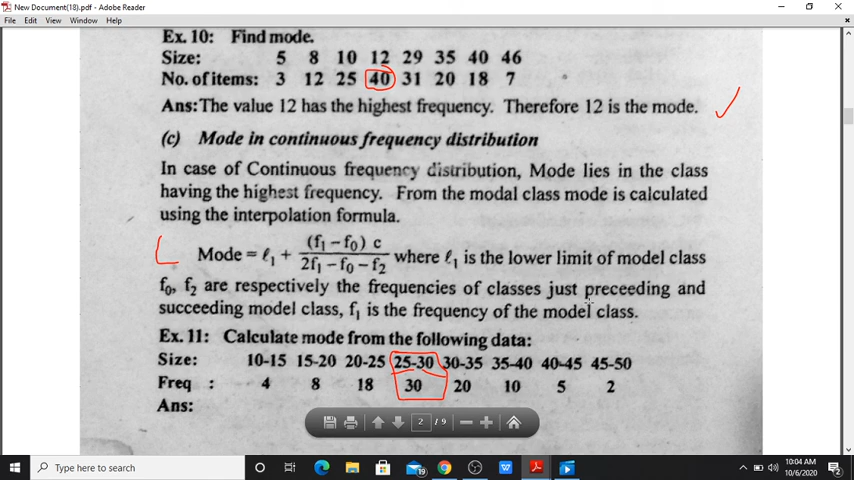 New Document(18).pdf - Adobe Reader
File Edit View Window Help
Ex. 10: Find mode.
Size: 5 8 10 12 29 35 40 46
No. of items: 3 12 25 40 31 20 18 7
Ans: The value 12 has the highest frequency. Therefore 12 is the mode.
(c) Mode in continuous frequency distribution
In case of Continuous frequency distribution, Mode lies in the class
having the highest frequency. From the modal class mode is calculated
using the interpolation formula.
Mode = ℓ₁ + (f₁ – f₀) c / 2f₁ – f₀ – f₂ where ℓ₁ is the lower limit of model class
f₀, f₂ are respectively the frequencies of classes just preceeding and
succeeding model class, f₁ is the frequency of the model class.
Ex. 11: Calculate mode from the following data:
Size: 10-15 15-20 20-25 25-30 30-35 35-40 40-45 45-50
Freq : 4 8 18 30 20 10 5 2
Ans:
2 / 9
Type here to search
19
10:04 AM
10/6/2020
2